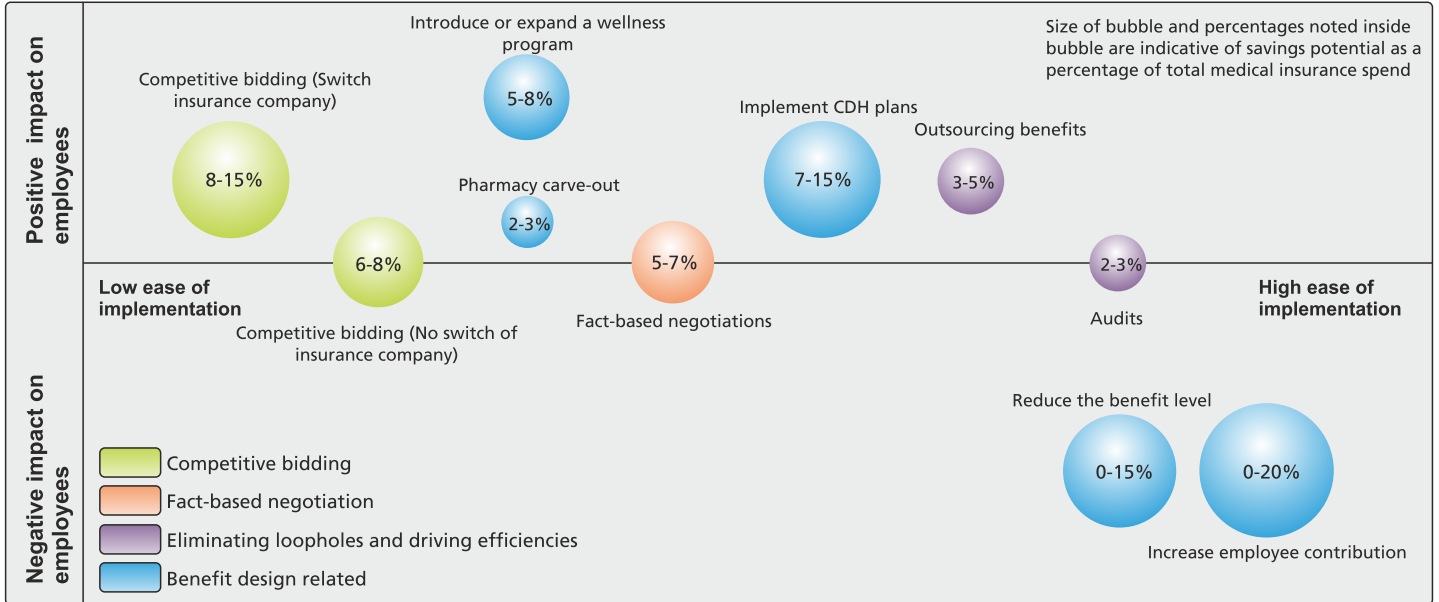 Positive impact on
employees
Introduce or expand a wellness
program
Size of bubble and percentages noted inside
bubble are indicative of savings potential as a
percentage of total medical insurance spend
Competitive bidding (Switch
insurance company)
5-8%
Implement CDH plans
Outsourcing benefits
8-15%
Pharmacy carve-out
7-15%
3-5%
2-3%
6-8%
5-7%
2-3%
Low ease of
implementation
High ease of
implementation
Competitive bidding (No switch of
insurance company)
Fact-based negotiations
Audits
Negative impact on
employees
Reduce the benefit level
0-15%
0-20%
Increase employee contribution
Competitive bidding
Fact-based negotiation
Eliminating loopholes and driving efficiencies
Benefit design related